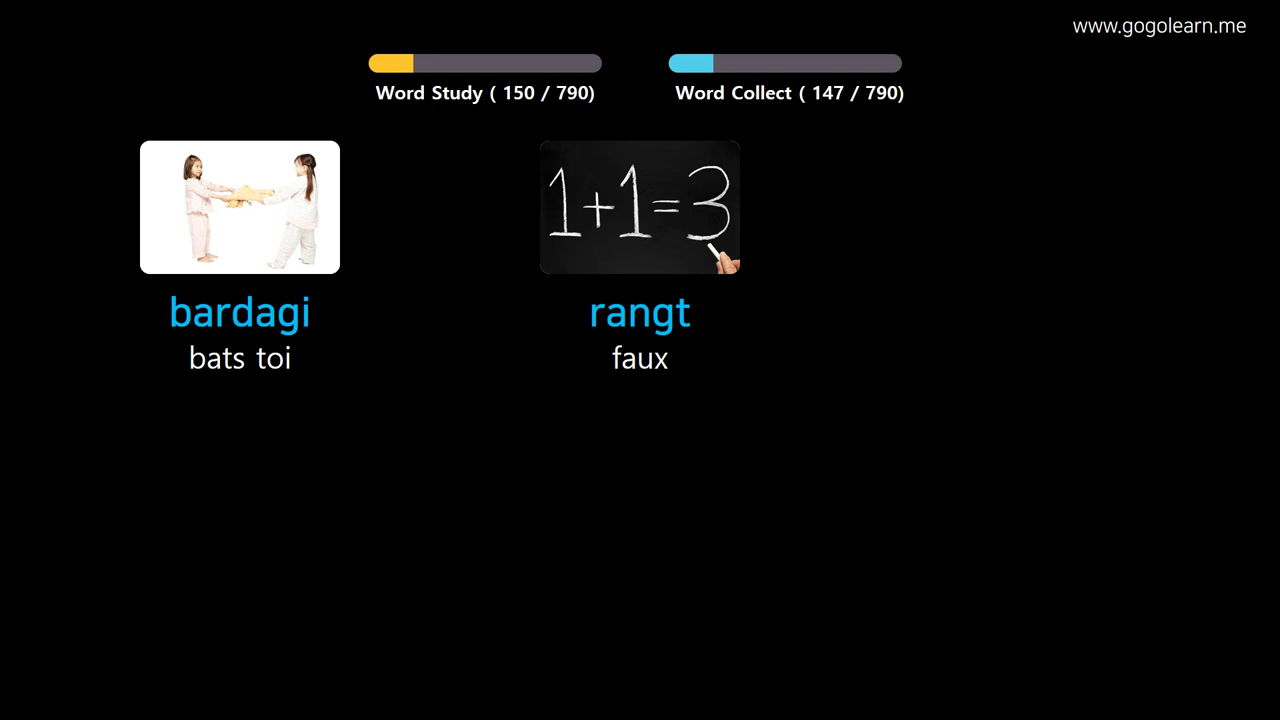 www.gogolearn.me
Word Study ( 150 / 790)
Word Collect ( 147 / 790)
1+1=3
bardagi
bats toi
rangt
faux